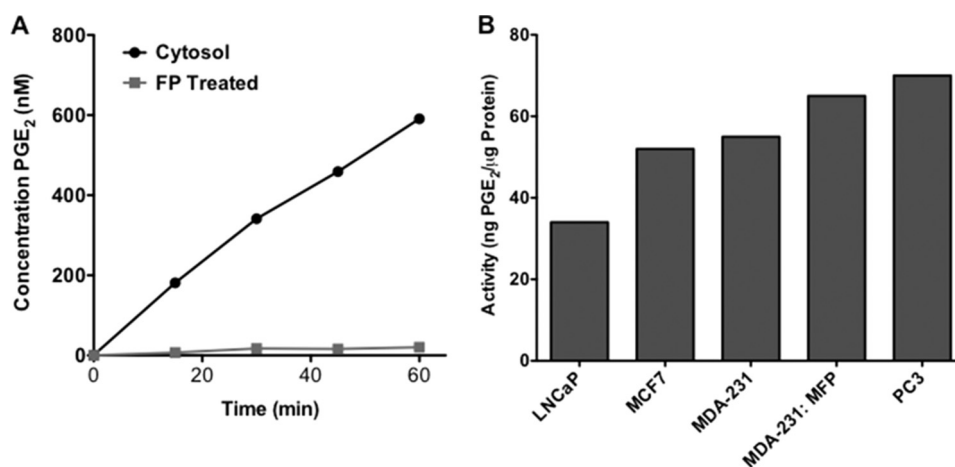 A
Concentration PGE₂ (nM)
800
600
400
200
0
Cytosol
FP Treated
0 20 40 60
Time (min)
B
Activity (ng PGE₂/µg Protein)
80
60
40
20
0
LNCaP
MCF7
MDA-231
MDA-231: MFP
PC3